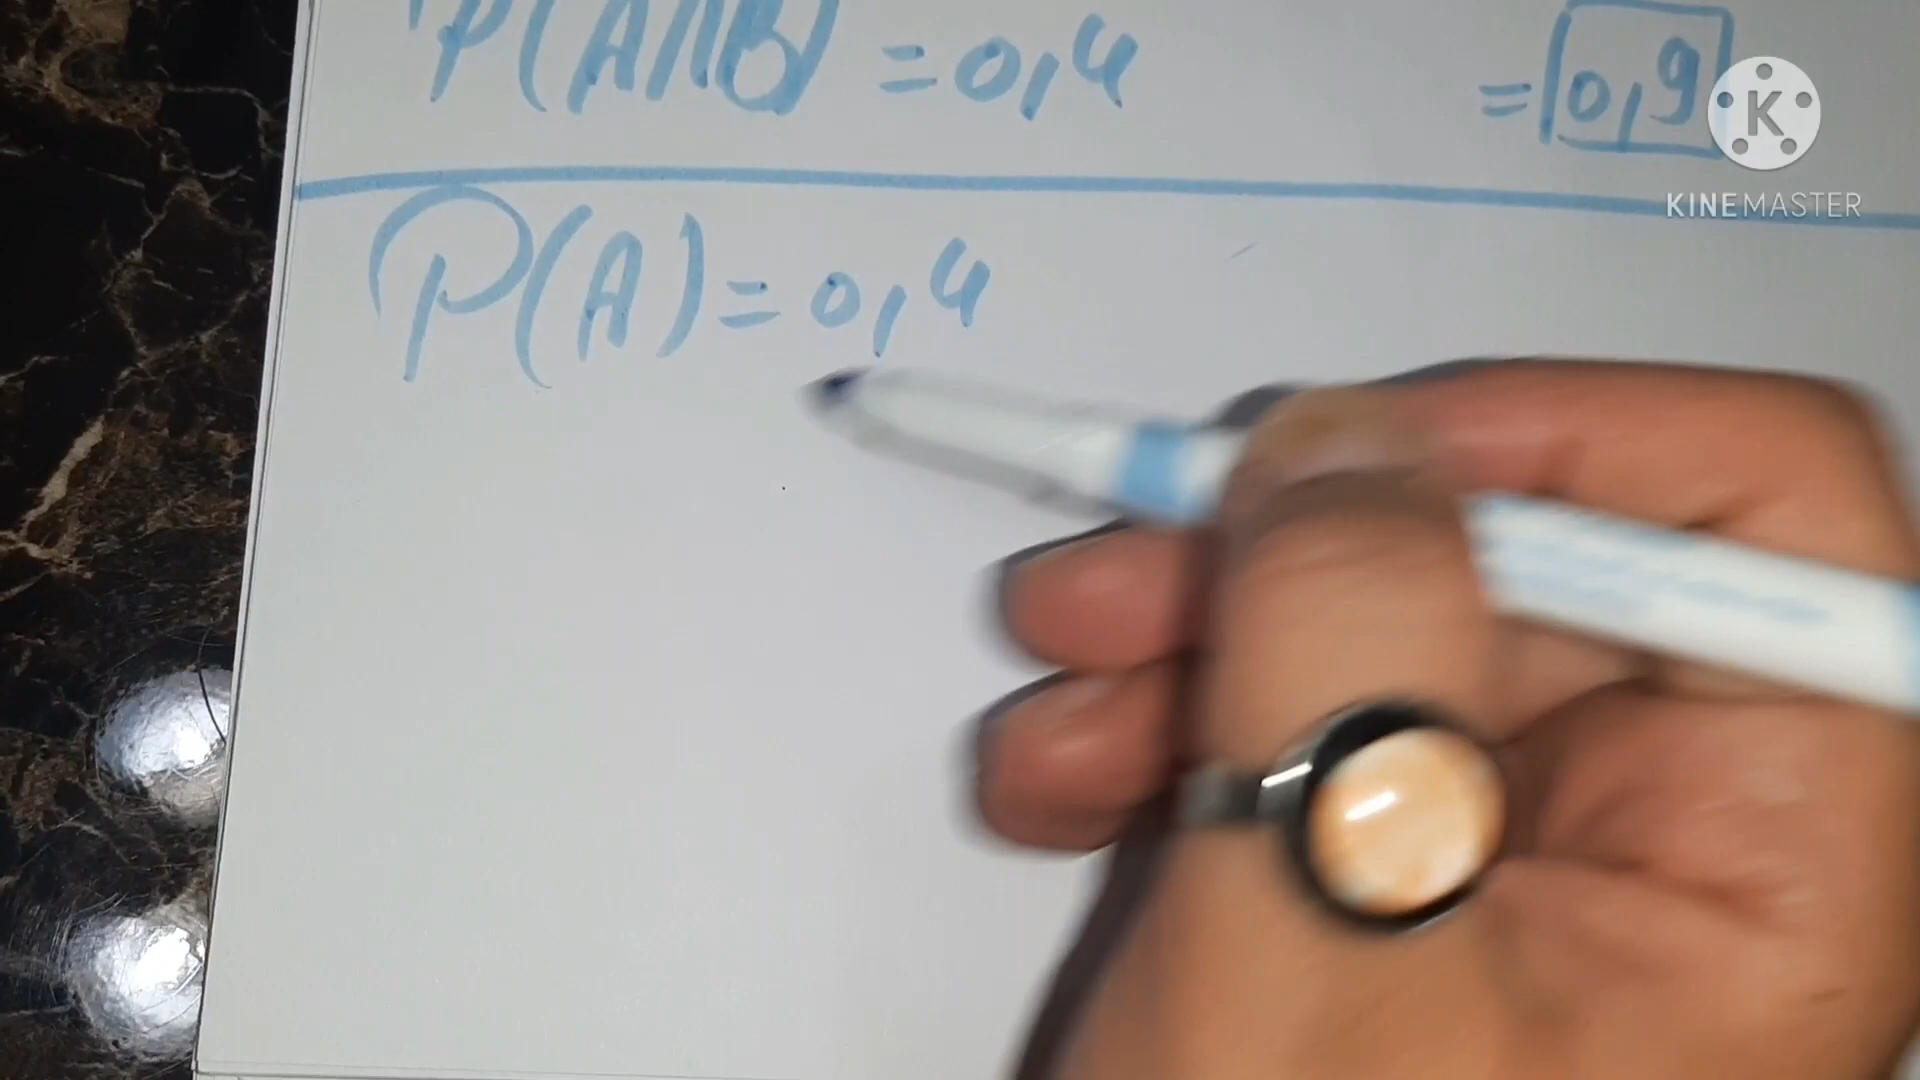 P(A∩B) = 0,4
= 0,9
K
KINEMASTER
P(A) = 0,4